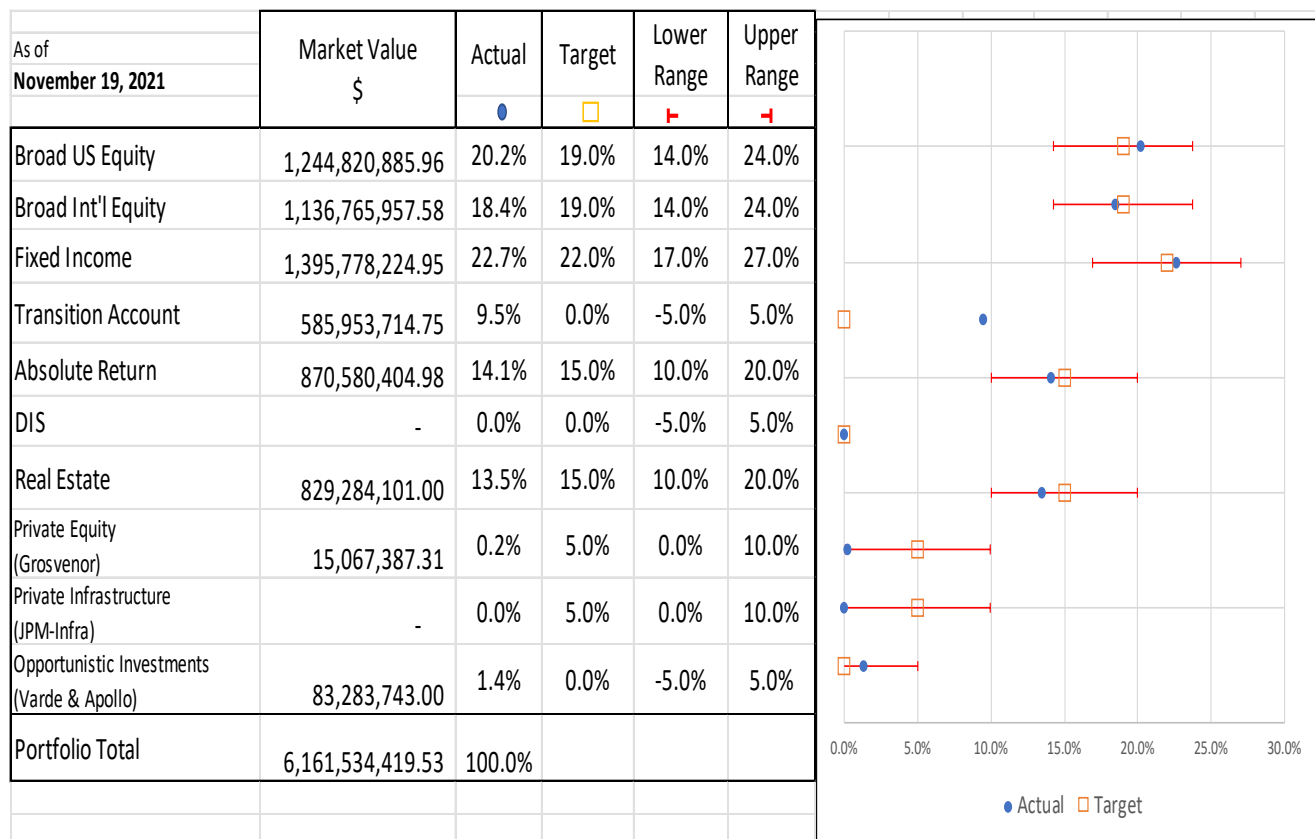 As of
November 19, 2021
Market Value
$
Actual
Target
Lower
Range
Upper
Range
Broad US Equity 1,244,820,885.96 20.2% 19.0% 14.0% 24.0%
Broad Int'l Equity 1,136,765,957.58 18.4% 19.0% 14.0% 24.0%
Fixed Income 1,395,778,224.95 22.7% 22.0% 17.0% 27.0%
Transition Account 585,953,714.75 9.5% 0.0% -5.0% 5.0%
Absolute Return 870,580,404.98 14.1% 15.0% 10.0% 20.0%
DIS - 0.0% 0.0% -5.0% 5.0%
Real Estate 829,284,101.00 13.5% 15.0% 10.0% 20.0%
Private Equity
(Grosvenor) 15,067,387.31 0.2% 5.0% 0.0% 10.0%
Private Infrastructure
(JPM-Infra) - 0.0% 5.0% 0.0% 10.0%
Opportunistic Investments
(Varde & Apollo) 83,283,743.00 1.4% 0.0% -5.0% 5.0%
Portfolio Total 6,161,534,419.53 100.0%
0.0% 5.0% 10.0% 15.0% 20.0% 25.0% 30.0%
Actual Target